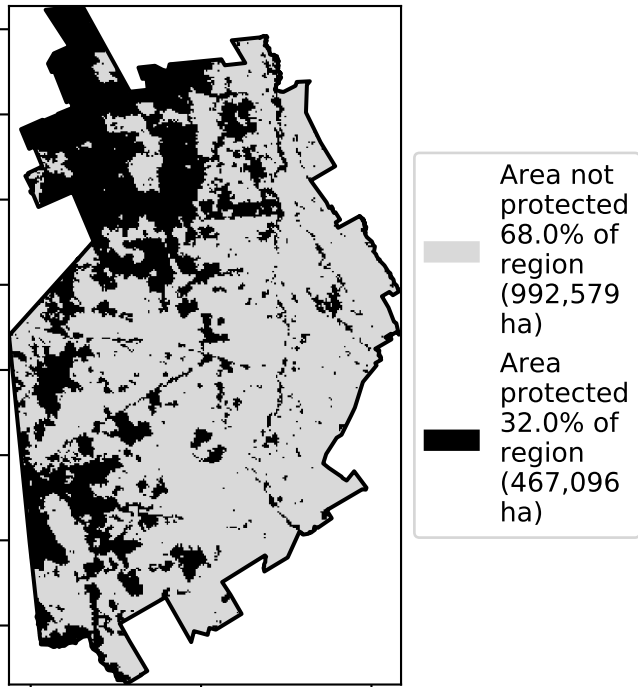 Area not
protected
68.0% of
region
(992,579
ha)
Area
protected
32.0% of
region
(467,096
ha)